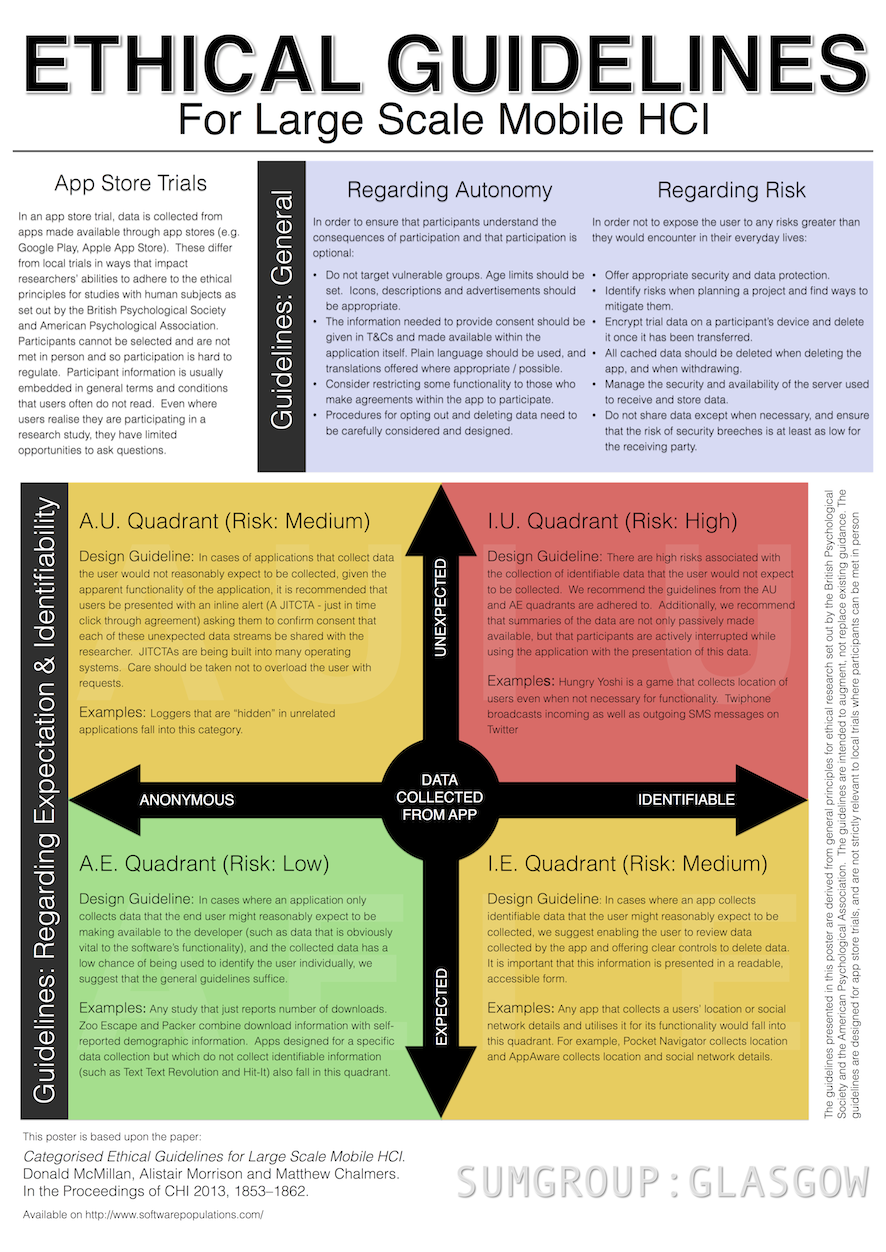 ETHICAL GUIDELINES
For Large Scale Mobile HCI
App Store Trials
In an app store trial, data is collected from
apps made available through app stores (e.g.
Google Play, Apple App Store).  These differ
from local trials in ways that impact
researchers' abilities to adhere to the ethical
principles for studies with human subjects as
set out by the British Psychological Society
and American Psychological Association.
Participants cannot be selected and are not
met in person and so participation is hard to
regulate.  Participant information is usually
embedded in general terms and conditions
that users often do not read.  Even where
users realise they are participating in a
research study, they have limited
opportunities to ask questions.
Guidelines: General
Regarding Autonomy
In order to ensure that participants understand the
consequences of participation and that participation is
optional:
• Do not target vulnerable groups. Age limits should be
set.  Icons, descriptions and advertisements should
be appropriate.
• The information needed to provide consent should be
given in T&Cs and made available within the
application itself. Plain language should be used, and
translations offered where appropriate / possible.
• Consider restricting some functionality to those who
make agreements within the app to participate.
• Procedures for opting out and deleting data need to
be carefully considered and designed.
Regarding Risk
In order not to expose the user to any risks greater than
they would encounter in their everyday lives:
• Offer appropriate security and data protection.
• Identify risks when planning a project and find ways to
mitigate them.
• Encrypt trial data on a participant's device and delete
it once it has been transferred.
• All cached data should be deleted when deleting the
app, and when withdrawing.
• Manage the security and availability of the server used
to receive and store data.
• Do not share data except when necessary, and ensure
that the risk of security breeches is at least as low for
the receiving party.
Guidelines: Regarding Expectation & Identifiability
A.U. Quadrant (Risk: Medium)
Design Guideline: In cases of applications that collect data
the user would not reasonably expect to be collected, given the
apparent functionality of the application, it is recommended that
users be presented with an inline alert (A JITCTA - just in time
click through agreement) asking them to confirm consent that
each of these unexpected data streams be shared with the
researcher.  JITCTAs are being built into many operating
systems.  Care should be taken not to overload the user with
requests.
Examples: Loggers that are "hidden" in unrelated
applications fall into this category.
AU
I.U. Quadrant (Risk: High)
Design Guideline: There are high risks associated with
the collection of identifiable data that the user would not expect
to be collected.  We recommend the guidelines from the AU
and AE quadrants are adhered to.  Additionally, we recommend
that summaries of the data are not only passively made
available, but that participants are actively interrupted while
using the application with the presentation of this data.
Examples: Hungry Yoshi is a game that collects location of
users even when not necessary for functionality.  Twiphone
broadcasts incoming as well as outgoing SMS messages on
Twitter
IU
UNEXPECTED
ANONYMOUS
DATA
COLLECTED
FROM APP
IDENTIFIABLE
EXPECTED
A.E. Quadrant (Risk: Low)
Design Guideline: In cases where an application only
collects data that the end user might reasonably expect to be
making available to the developer (such as data that is obviously
vital to the software's functionality), and the collected data has a
low chance of being used to identify the user individually, we
suggest that the general guidelines suffice.
Examples: Any study that just reports number of downloads.
Zoo Escape and Packer combine download information with self-
reported demographic information.  Apps designed for a specific
data collection but which do not collect identifiable information
(such as Text Text Revolution and Hit-It) also fall in this quadrant.
AE
I.E. Quadrant (Risk: Medium)
Design Guideline: In cases where an app collects
identifiable data that the user might reasonably expect to be
collected, we suggest enabling the user to review data
collected by the app and offering clear controls to delete data.
It is important that this information is presented in a readable,
accessible form.
Examples: Any app that collects a users' location or social
network details and utilises it for its functionality would fall into
this quadrant. For example, Pocket Navigator collects location
and AppAware collects location and social network details.
IE
The guidelines presented in this poster are derived from general principles for ethical research set out by the British Psychological
Society and the American Psychological Association.  The guidelines are intended to augment, not replace existing guidance. The
guidelines are designed for app store trials, and are not strictly relevant to local trials where participants can be met in person
This poster is based upon the paper:
Categorised Ethical Guidelines for Large Scale Mobile HCI.
Donald McMillan, Alistair Morrison and Matthew Chalmers.
In the Proceedings of CHI 2013, 1853–1862.
Available on http://www.softwarepopulations.com/
SUMGROUP:GLASGOW